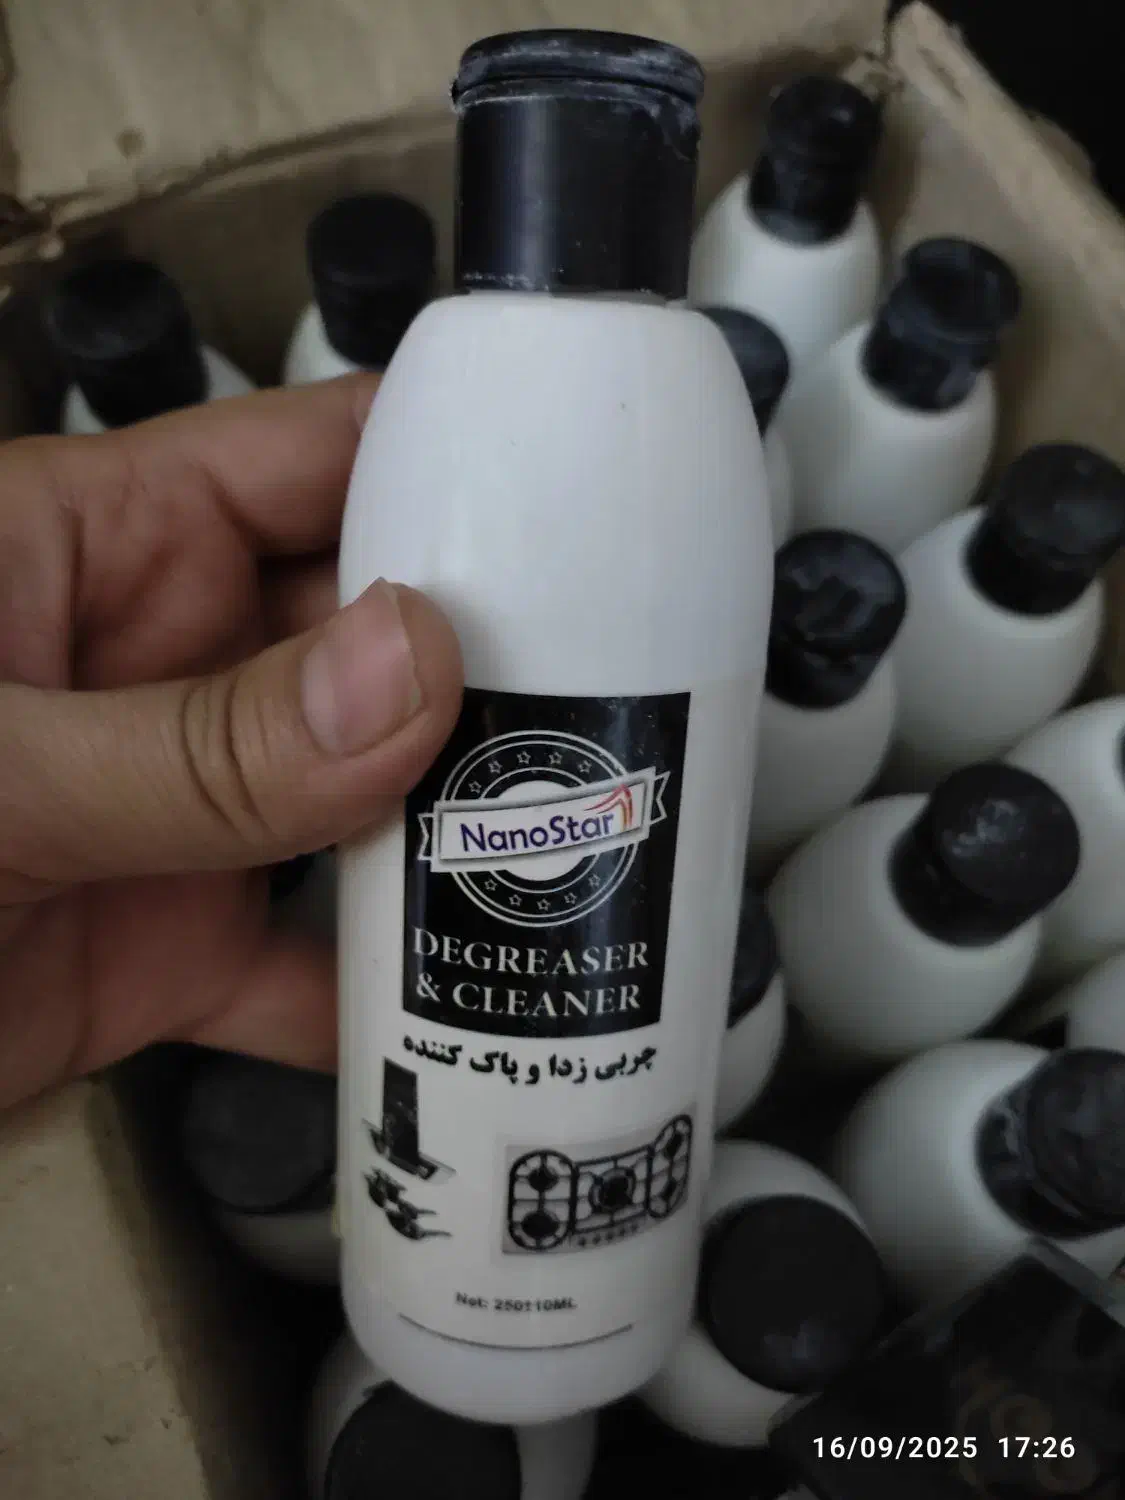 NanoStar
DEGREASER
& CLEANER
چربی زدا و پاک کننده
Net: 250±10ML
16/09/2025 17:26